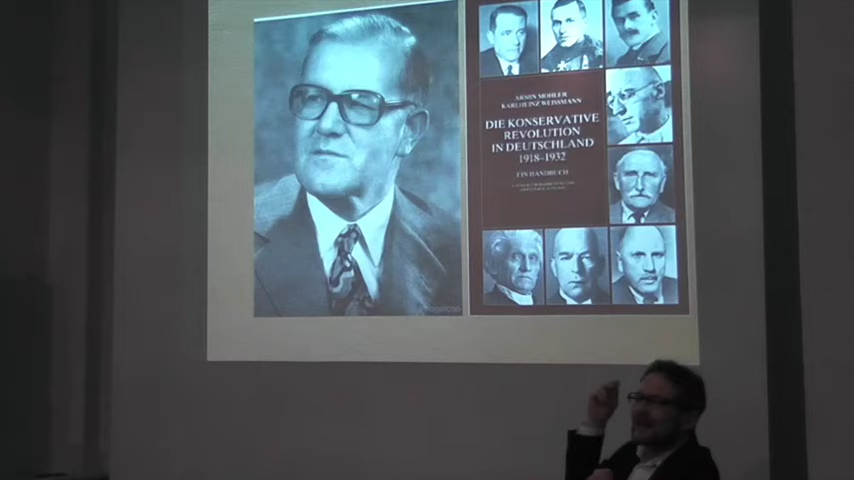 ARMIN MOHLER
KARLHEINZ WEISSMANN
DIE KONSERVATIVE
REVOLUTION
IN DEUTSCHLAND
1918–1932
EIN HANDBUCH